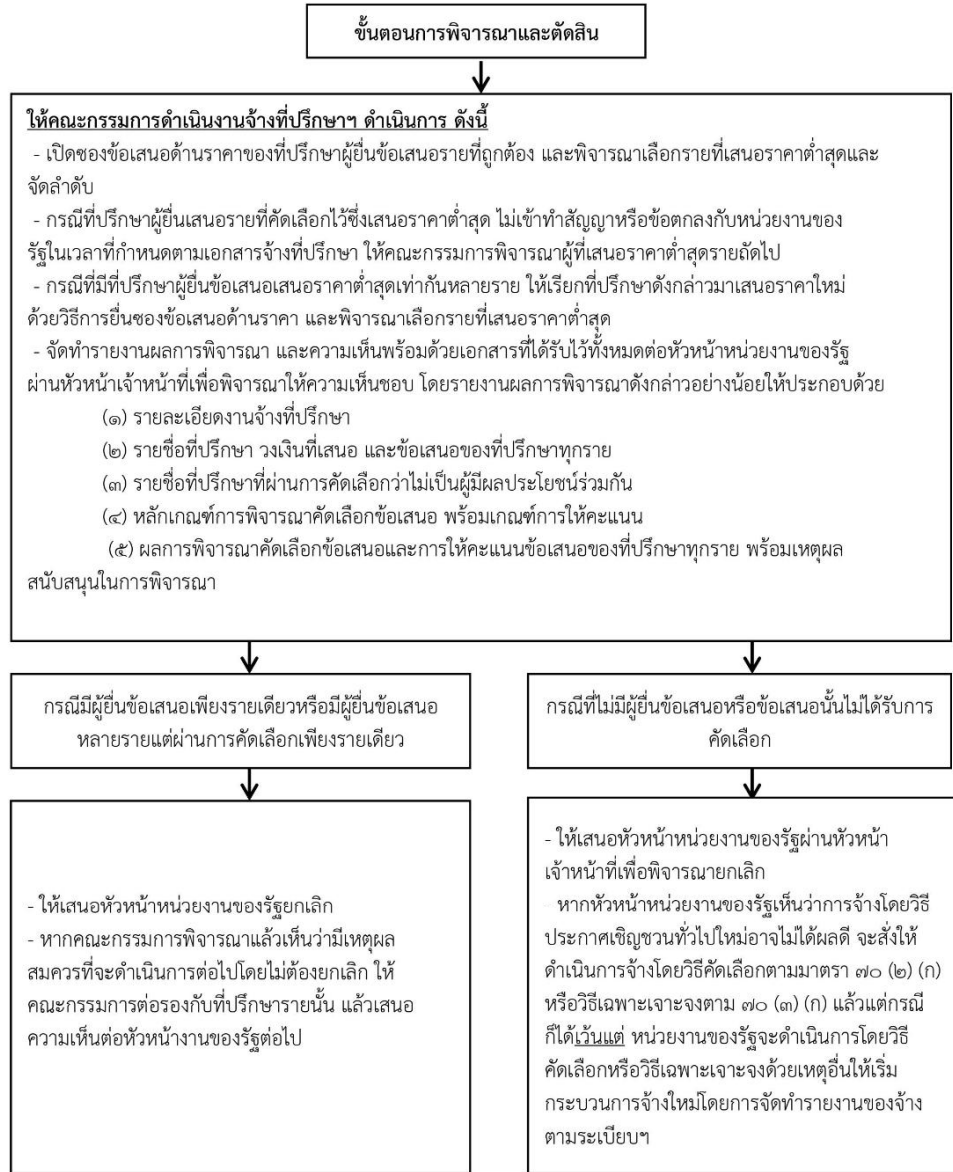 ขั้นตอนการพิจารณาและตัดสิน
ให้คณะกรรมการดำเนินงานจ้างที่ปรึกษาฯ ดำเนินการ ดังนี้
- เปิดซองข้อเสนอด้านราคาของที่ปรึกษาผู้ยื่นข้อเสนอรายที่ถูกต้อง และพิจารณาเลือกรายที่เสนอราคาต่ำสุดและ
จัดลำดับ
- กรณีที่ปรึกษาผู้ยื่นเสนอรายที่คัดเลือกไว้ซึ่งเสนอราคาต่ำสุด ไม่เข้าทำสัญญาหรือข้อตกลงกับหน่วยงานของ
รัฐในเวลาที่กำหนดตามเอกสารจ้างที่ปรึกษา ให้คณะกรรมการพิจารณาผู้ที่เสนอราคาต่ำสุดรายถัดไป
- กรณีที่มีที่ปรึกษาผู้ยื่นข้อเสนอเสนอราคาต่ำสุดเท่ากันหลายราย ให้เรียกที่ปรึกษาดังกล่าวมาเสนอราคาใหม่
ด้วยวิธีการยื่นซองข้อเสนอด้านราคา และพิจารณาเลือกรายที่เสนอราคาต่ำสุด
- จัดทำรายงานผลการพิจารณา และความเห็นพร้อมด้วยเอกสารที่ได้รับไว้ทั้งหมดต่อหัวหน้าหน่วยงานของรัฐ
ผ่านหัวหน้าเจ้าหน้าที่เพื่อพิจารณาให้ความเห็นชอบ โดยรายงานผลการพิจารณาดังกล่าวอย่างน้อยให้ประกอบด้วย
(๑) รายละเอียดงานจ้างที่ปรึกษา
(๒) รายชื่อที่ปรึกษา วงเงินที่เสนอ และข้อเสนอของที่ปรึกษาทุกราย
(๓) รายชื่อที่ปรึกษาที่ผ่านการคัดเลือกว่าไม่เป็นผู้มีผลประโยชน์ร่วมกัน
(๔) หลักเกณฑ์การพิจารณาคัดเลือกข้อเสนอ พร้อมเกณฑ์การให้คะแนน
(๕) ผลการพิจารณาคัดเลือกข้อเสนอและการให้คะแนนข้อเสนอของที่ปรึกษาทุกราย พร้อมเหตุผล
สนับสนุนในการพิจารณา
กรณีมีผู้ยื่นข้อเสนอเพียงรายเดียวหรือมีผู้ยื่นข้อเสนอ
หลายรายแต่ผ่านการคัดเลือกเพียงรายเดียว
- ให้เสนอหัวหน้าหน่วยงานของรัฐยกเลิก
- หากคณะกรรมการพิจารณาแล้วเห็นว่ามีเหตุผล
สมควรที่จะดำเนินการต่อไปโดยไม่ต้องยกเลิก ให้
คณะกรรมการต่อรองกับที่ปรึกษารายนั้น แล้วเสนอ
ความเห็นต่อหัวหน้างานของรัฐต่อไป
กรณีที่ไม่มีผู้ยื่นข้อเสนอหรือข้อเสนอนั้นไม่ได้รับการ
คัดเลือก
- ให้เสนอหัวหน้าหน่วยงานของรัฐผ่านหัวหน้า
เจ้าหน้าที่เพื่อพิจารณายกเลิก
- หากหัวหน้าหน่วยงานของรัฐเห็นว่าการจ้างโดยวิธี
ประกาศเชิญชวนทั่วไปใหม่อาจไม่ได้ผลดี จะสั่งให้
ดำเนินการจ้างโดยวิธีคัดเลือกตามมาตรา ๗๐ (๒) (ก)
หรือวิธีเฉพาะเจาะจงตาม ๗๐ (๓) (ก) แล้วแต่กรณี
ก็ได้เว้นแต่ หน่วยงานของรัฐจะดำเนินการโดยวิธี
คัดเลือกหรือวิธีเฉพาะเจาะจงด้วยเหตุอื่นให้เริ่ม
กระบวนการจ้างใหม่โดยการจัดทำรายงานของจ้าง
ตามระเบียบฯ